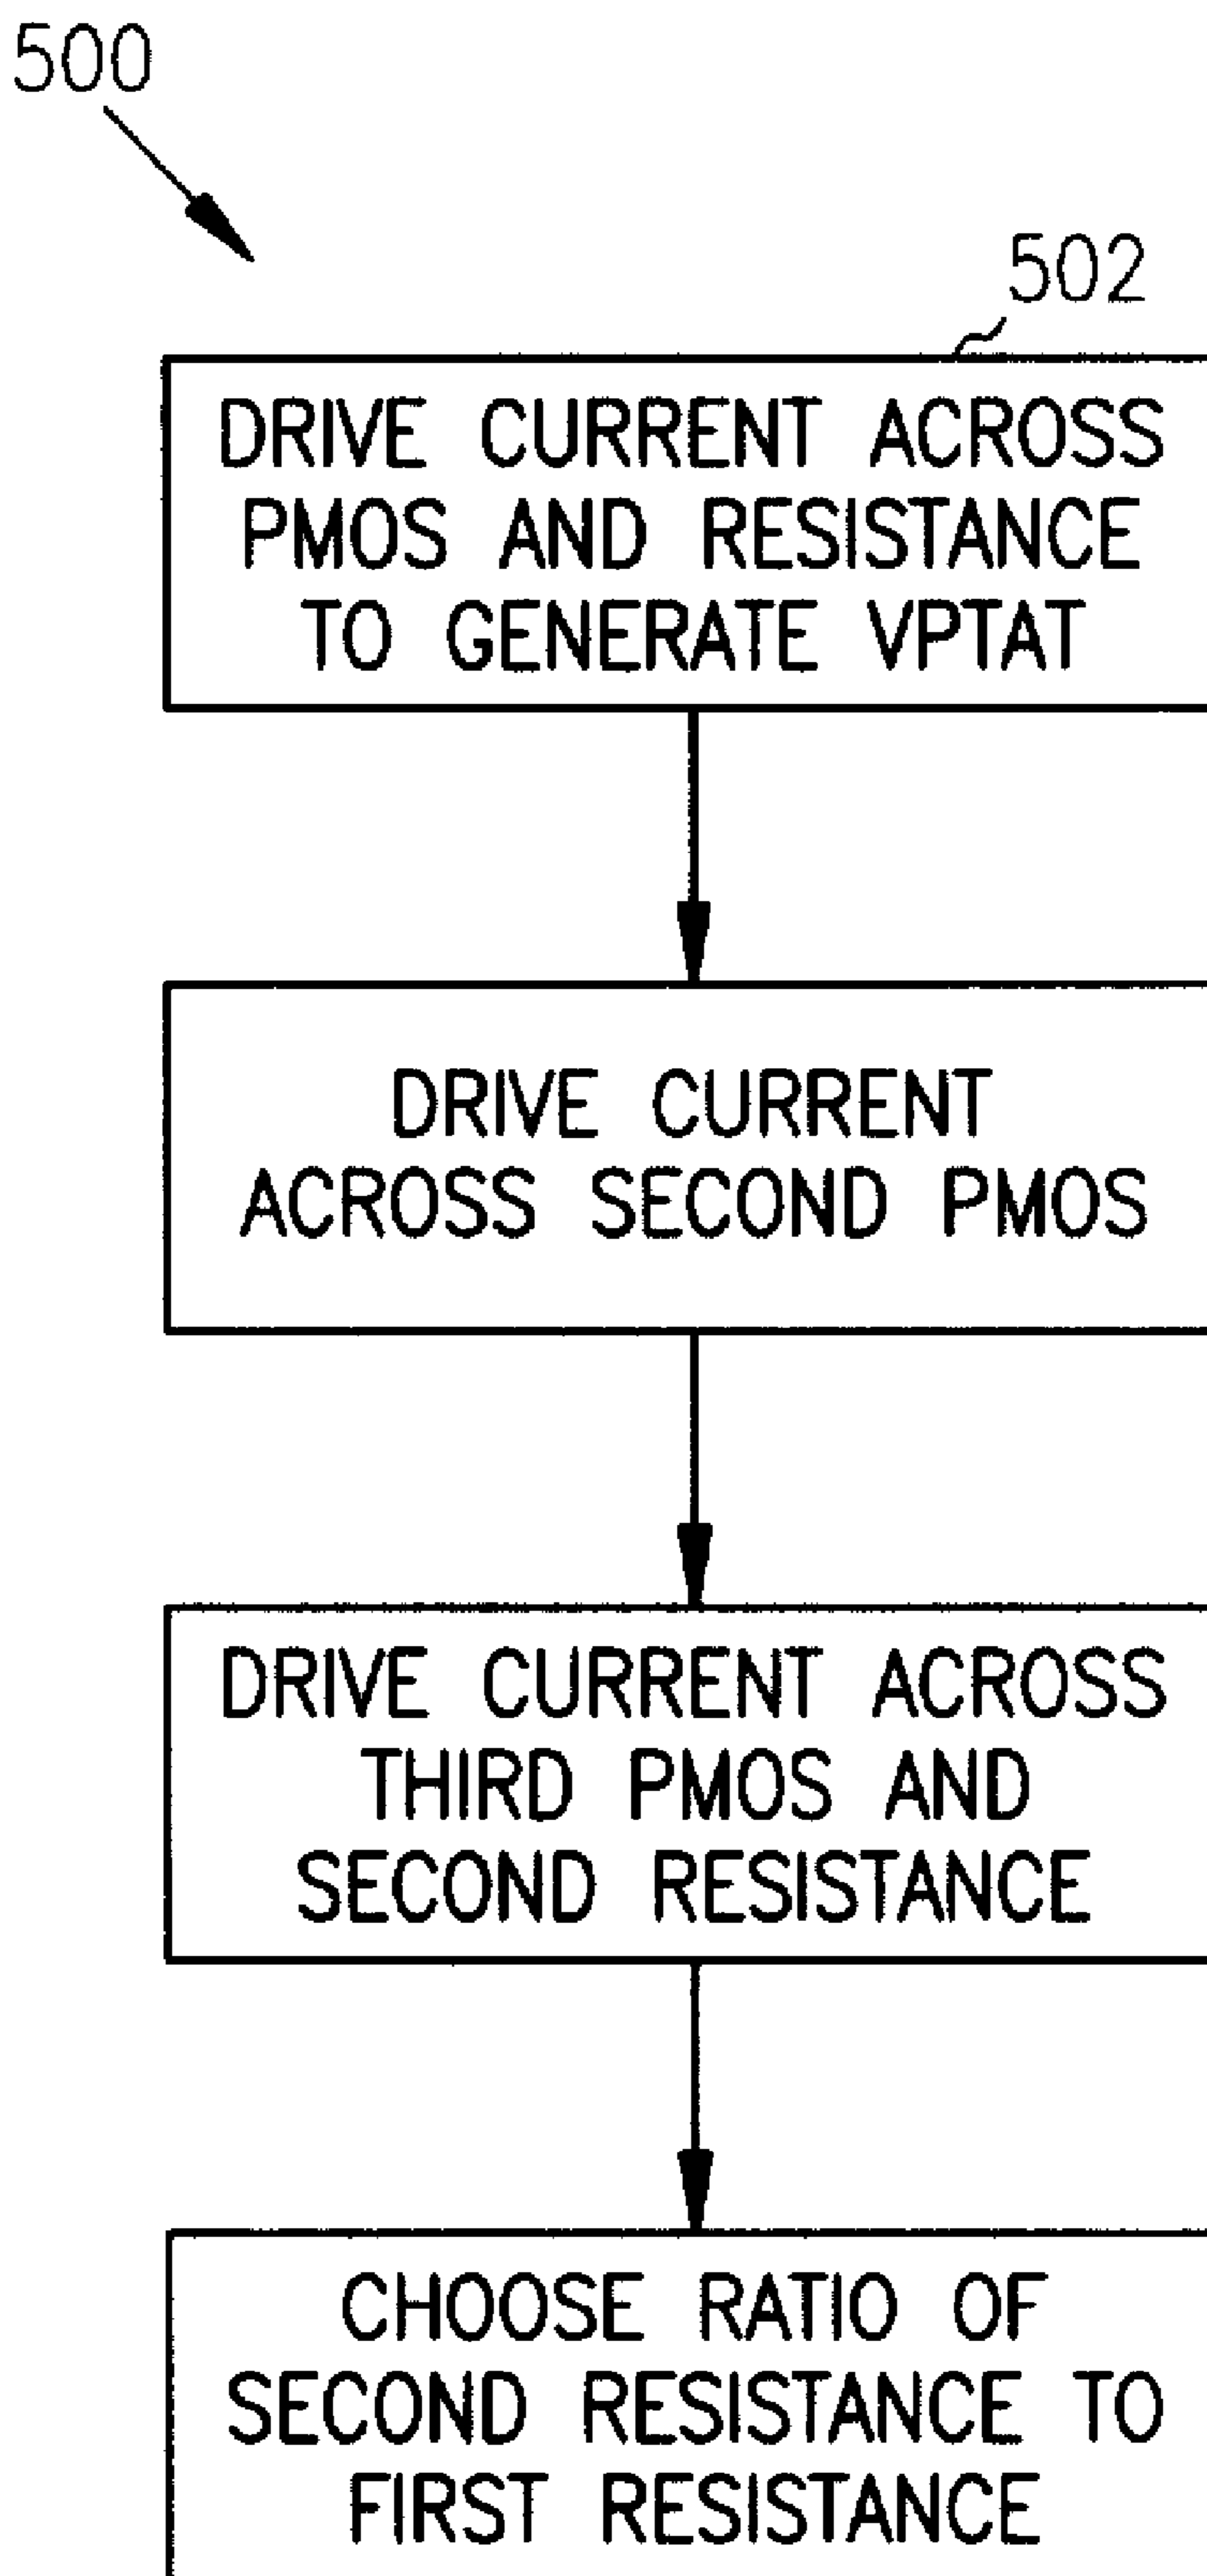 500
502
DRIVE CURRENT ACROSS
PMOS AND RESISTANCE
TO GENERATE VPTAT
DRIVE CURRENT
ACROSS SECOND PMOS
DRIVE CURRENT ACROSS
THIRD PMOS AND
SECOND RESISTANCE
CHOOSE RATIO OF
SECOND RESISTANCE TO
FIRST RESISTANCE